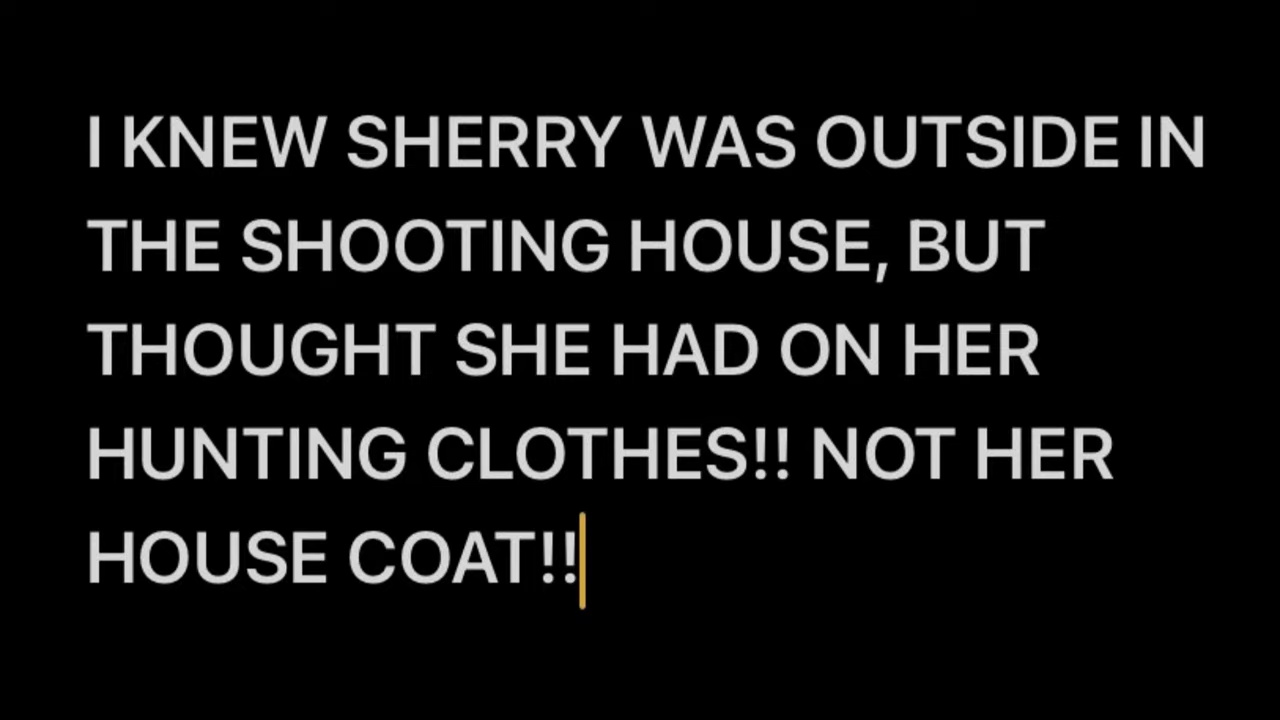 I KNEW SHERRY WAS OUTSIDE IN
THE SHOOTING HOUSE, BUT
THOUGHT SHE HAD ON HER
HUNTING CLOTHES!! NOT HER
HOUSE COAT!!